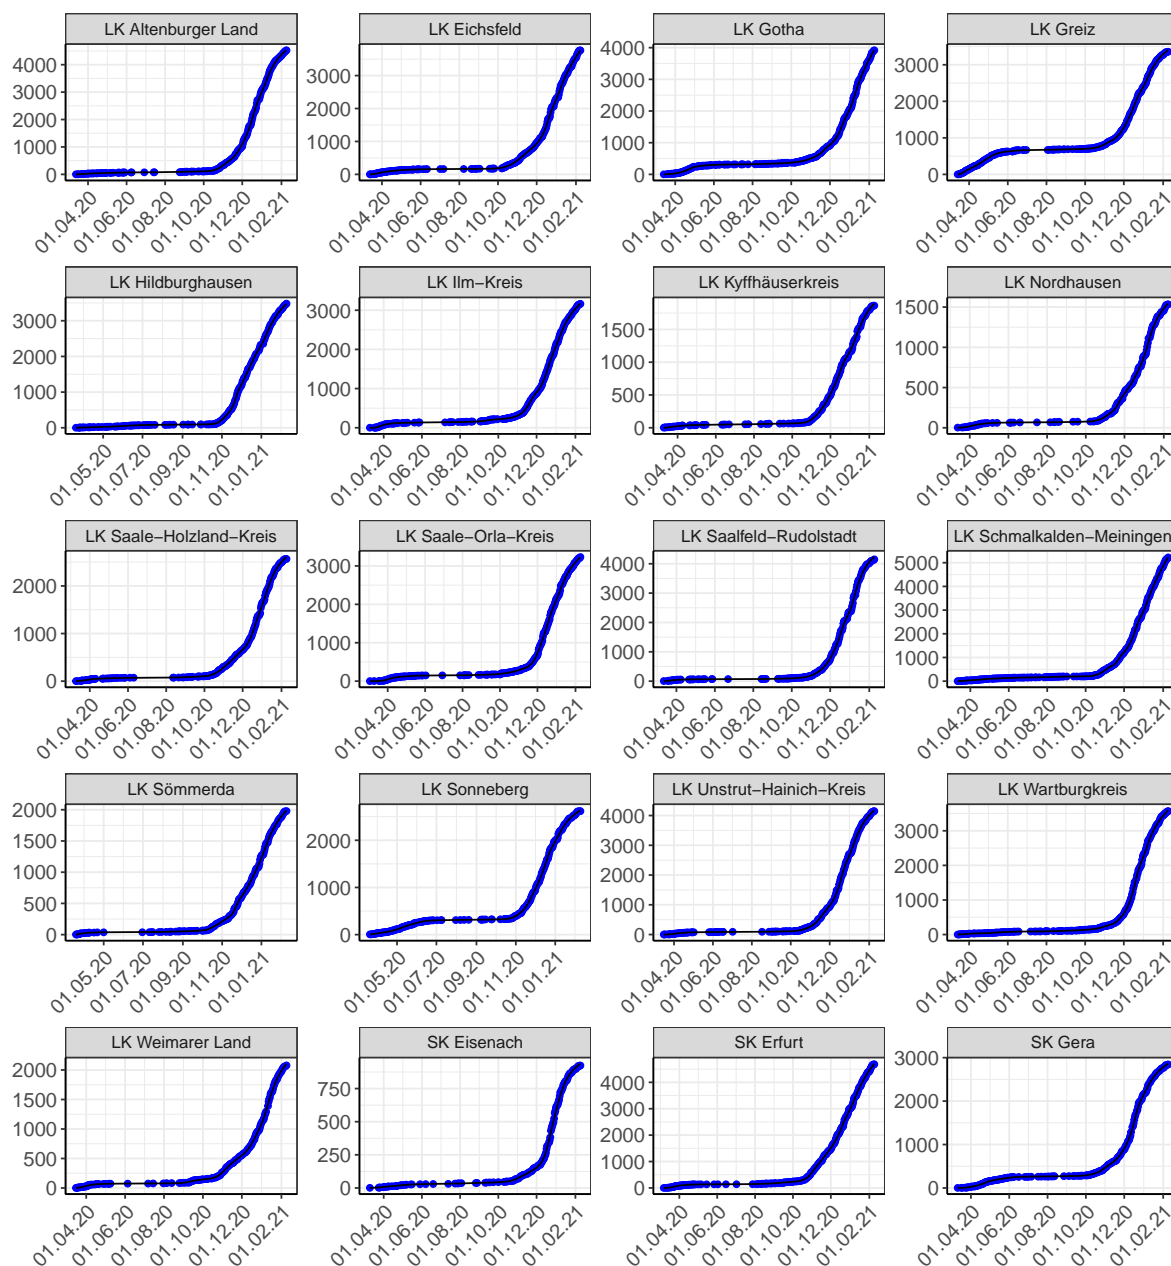 LK Altenburger Land
LK Eichsfeld
LK Gotha
LK Greiz
4000
3000
2000
1000
0
3000
2000
1000
0
4000
3000
2000
1000
0
3000
2000
1000
0
01.04.20 01.06.20 01.08.20 01.10.20 01.12.20 01.02.21
01.04.20 01.06.20 01.08.20 01.10.20 01.12.20 01.02.21
01.04.20 01.06.20 01.08.20 01.10.20 01.12.20 01.02.21
01.04.20 01.06.20 01.08.20 01.10.20 01.12.20 01.02.21
LK Hildburghausen
LK Ilm−Kreis
LK Kyffhäuserkreis
LK Nordhausen
3000
2000
1000
0
3000
2000
1000
0
1500
1000
500
0
1500
1000
500
0
01.05.20 01.07.20 01.09.20 01.11.20 01.01.21
01.04.20 01.06.20 01.08.20 01.10.20 01.12.20 01.02.21
01.04.20 01.06.20 01.08.20 01.10.20 01.12.20 01.02.21
01.04.20 01.06.20 01.08.20 01.10.20 01.12.20 01.02.21
LK Saale−Holzland−Kreis
LK Saale−Orla−Kreis
LK Saalfeld−Rudolstadt
LK Schmalkalden−Meiningen
2000
1000
0
3000
2000
1000
0
4000
3000
2000
1000
0
5000
4000
3000
2000
1000
0
01.04.20 01.06.20 01.08.20 01.10.20 01.12.20 01.02.21
01.04.20 01.06.20 01.08.20 01.10.20 01.12.20 01.02.21
01.04.20 01.06.20 01.08.20 01.10.20 01.12.20 01.02.21
01.04.20 01.06.20 01.08.20 01.10.20 01.12.20 01.02.21
LK Sömmerda
LK Sonneberg
LK Unstrut−Hainich−Kreis
LK Wartburgkreis
2000
1500
1000
500
0
2000
1000
0
4000
3000
2000
1000
0
3000
2000
1000
0
01.05.20 01.07.20 01.09.20 01.11.20 01.01.21
01.05.20 01.07.20 01.09.20 01.11.20 01.01.21
01.04.20 01.06.20 01.08.20 01.10.20 01.12.20 01.02.21
01.04.20 01.06.20 01.08.20 01.10.20 01.12.20 01.02.21
LK Weimarer Land
SK Eisenach
SK Erfurt
SK Gera
2000
1500
1000
500
0
750
500
250
0
4000
3000
2000
1000
0
3000
2000
1000
0
01.04.20 01.06.20 01.08.20 01.10.20 01.12.20 01.02.21
01.04.20 01.06.20 01.08.20 01.10.20 01.12.20 01.02.21
01.04.20 01.06.20 01.08.20 01.10.20 01.12.20 01.02.21
01.04.20 01.06.20 01.08.20 01.10.20 01.12.20 01.02.21